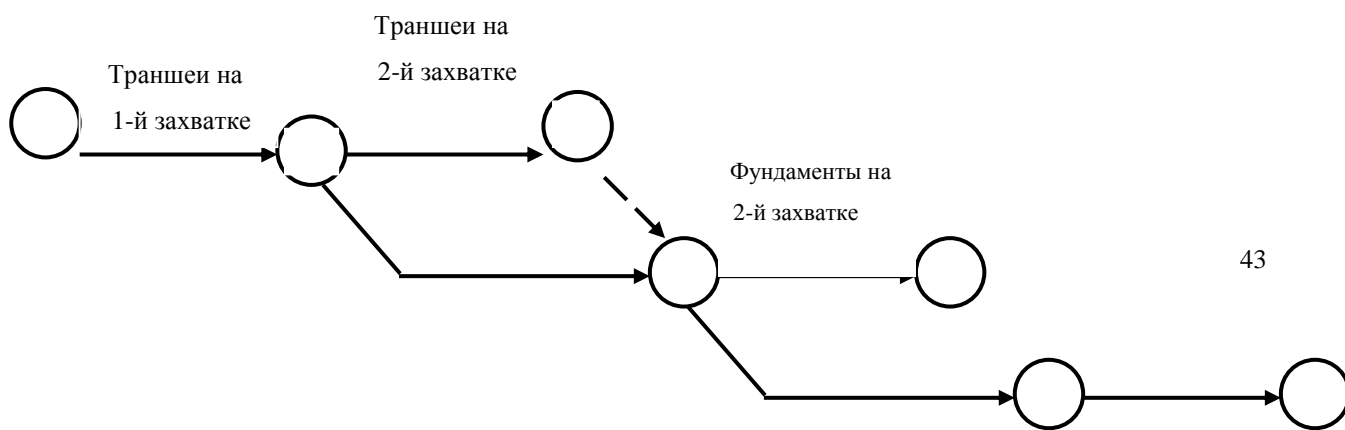 Траншеи на
1-й захватке
Траншеи на
2-й захватке
Фундаменты на
2-й захватке
43